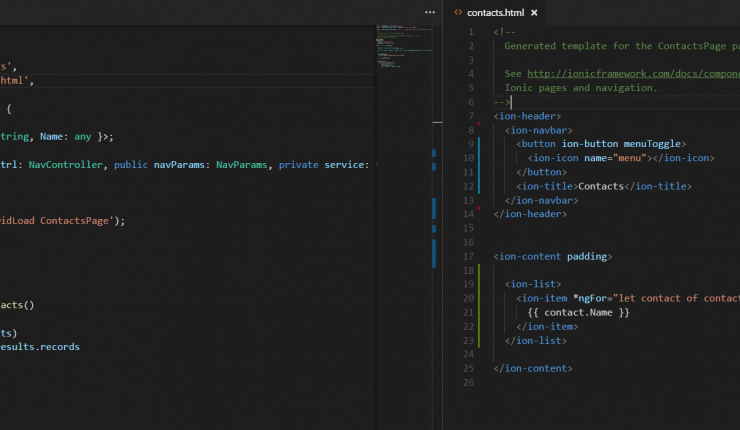 s',
html',
{
tring, Name: any }>;
trl: NavController, public navParams: NavParams, private service:
idLoad ContactsPage');
acts()
ts)
esults.records
contacts.html
1 <!--
2 Generated template for the ContactsPage pa
3
4 See http://ionicframework.com/docs/compone
5 Ionic pages and navigation.
6 -->
7 <ion-header>
8 <ion-navbar>
9 <button ion-button menuToggle>
10 <ion-icon name="menu"></ion-icon>
11 </button>
12 <ion-title>Contacts</ion-title>
13 </ion-navbar>
14 </ion-header>
15
16
17 <ion-content padding>
18
19 <ion-list>
20 <ion-item *ngFor="let contact of contac
21 {{ contact.Name }}
22 </ion-item>
23 </ion-list>
24
25 </ion-content>
26